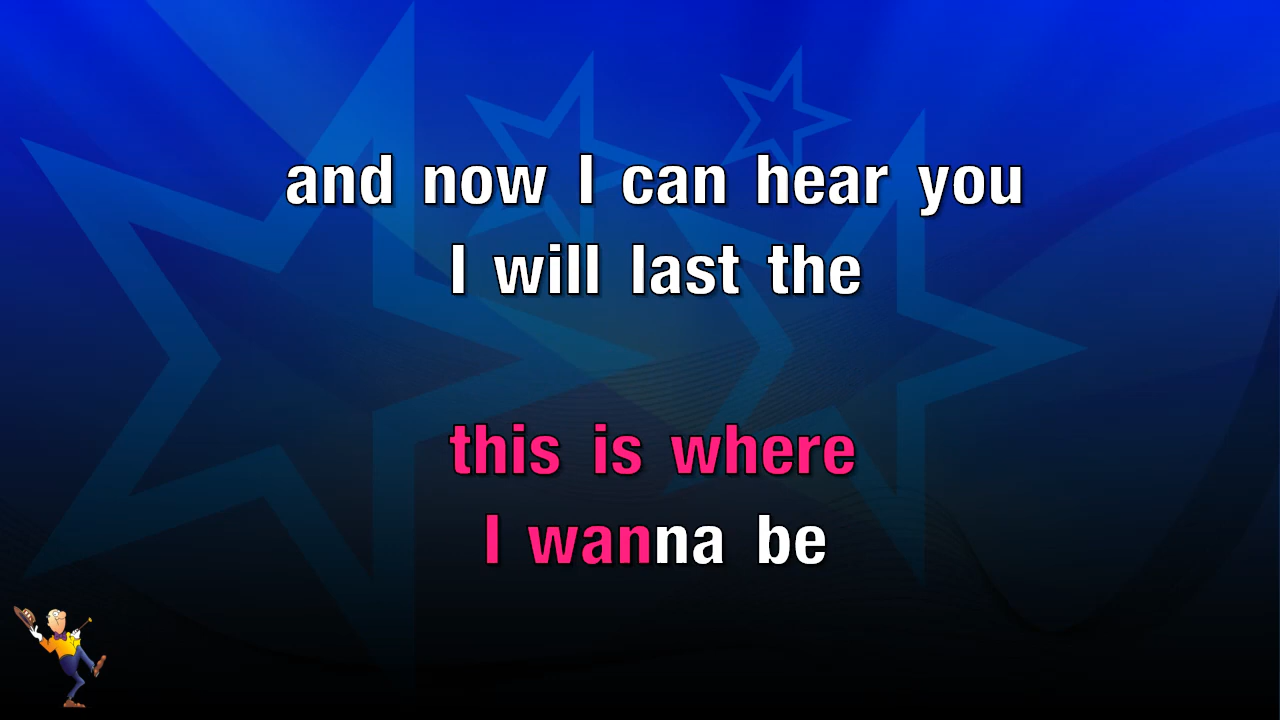 and now I can hear you
I will last the
this is where
I wanna be